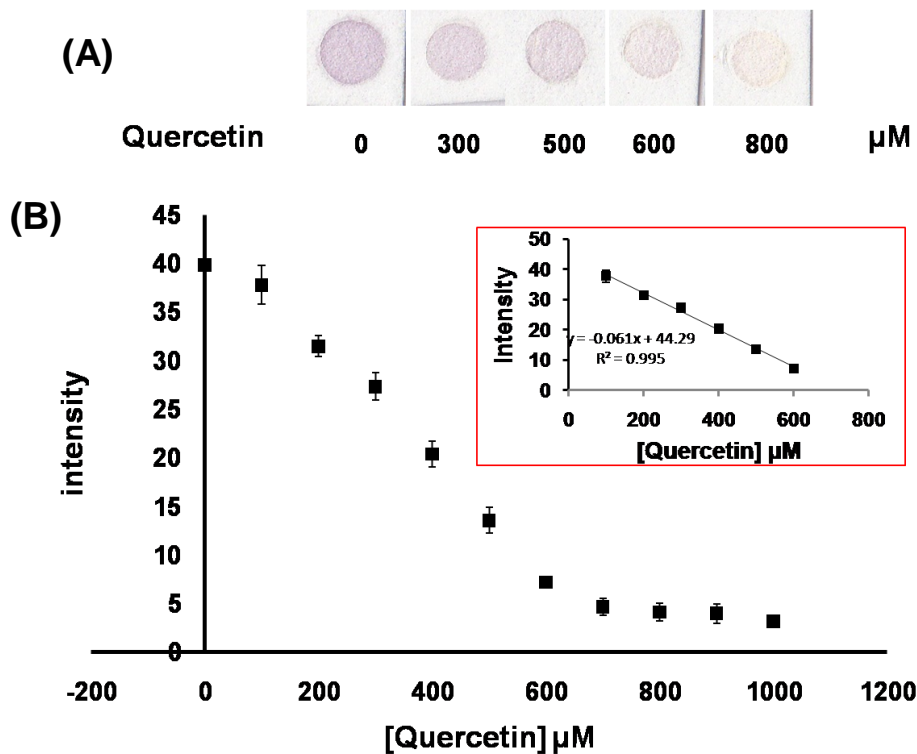 (A)
Quercetin 0 300 500 600 800 µM
(B)
45
40
35
30
25
20
15
10
5
0
intensity
-200 0 200 400 600 800 1000 1200
[Quercetin] µM
50
40
30
20
10
0
Intensity
y = -0.061x + 44.29
R² = 0.995
0 200 400 600 800
[Quercetin] µM